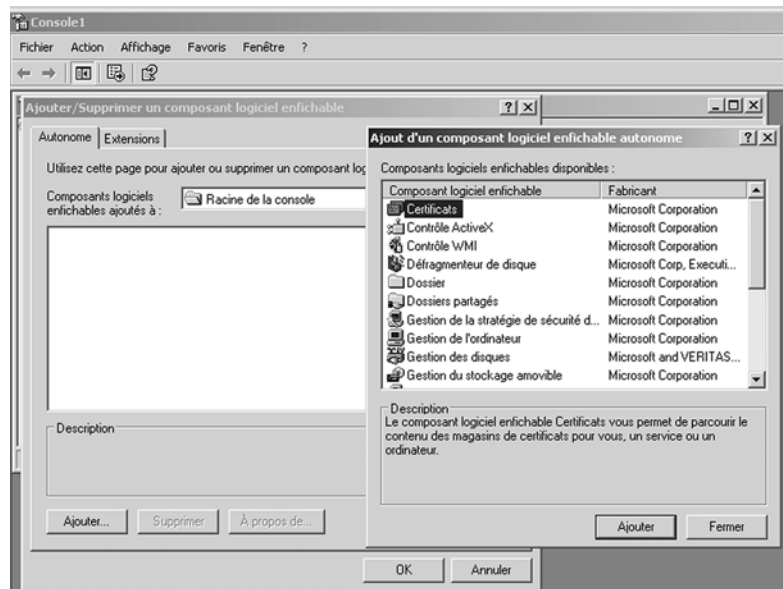 Console1
Fichier Action Affichage Favoris Fenêtre ?
Ajouter/Supprimer un composant logiciel enfichable
Autonome Extensions
Utilisez cette page pour ajouter ou supprimer un composant
Composants logiciels
enfichables ajoutés à :
Racine de la console
Description
Ajouter... Supprimer À propos de...
OK Annuler
Ajout d'un composant logiciel enfichable autonome
Composants logiciels enfichables disponibles :
Composant logiciel enfichable Fabricant
Certificats Microsoft Corporation
Contrôle ActiveX Microsoft Corporation
Contrôle WMI Microsoft Corporation
Défragmenteur de disque Microsoft Corp, Executi...
Dossier Microsoft Corporation
Dossiers partagés Microsoft Corporation
Gestion de la stratégie de sécurité d... Microsoft Corporation
Gestion de l'ordinateur Microsoft Corporation
Gestion des disques Microsoft and VERITAS...
Gestion du stockage amovible Microsoft Corporation
Description
Le composant logiciel enfichable Certificats vous permet de parcourir le
contenu des magasins de certificats pour vous, un service ou un
ordinateur.
Ajouter Fermer